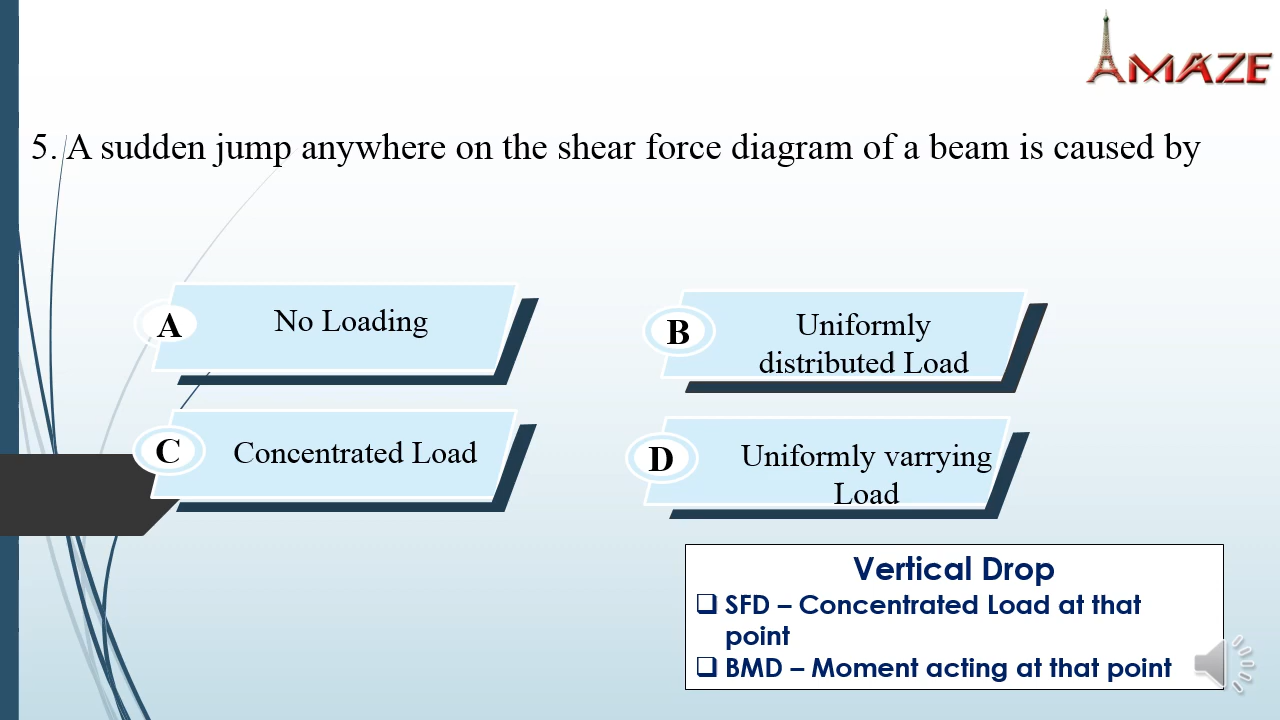 AMAZE
5. A sudden jump anywhere on the shear force diagram of a beam is caused by
A No Loading
B Uniformly
distributed Load
C Concentrated Load
D Uniformly varrying
Load
Vertical Drop
❑ SFD – Concentrated Load at that
point
❑ BMD – Moment acting at that point